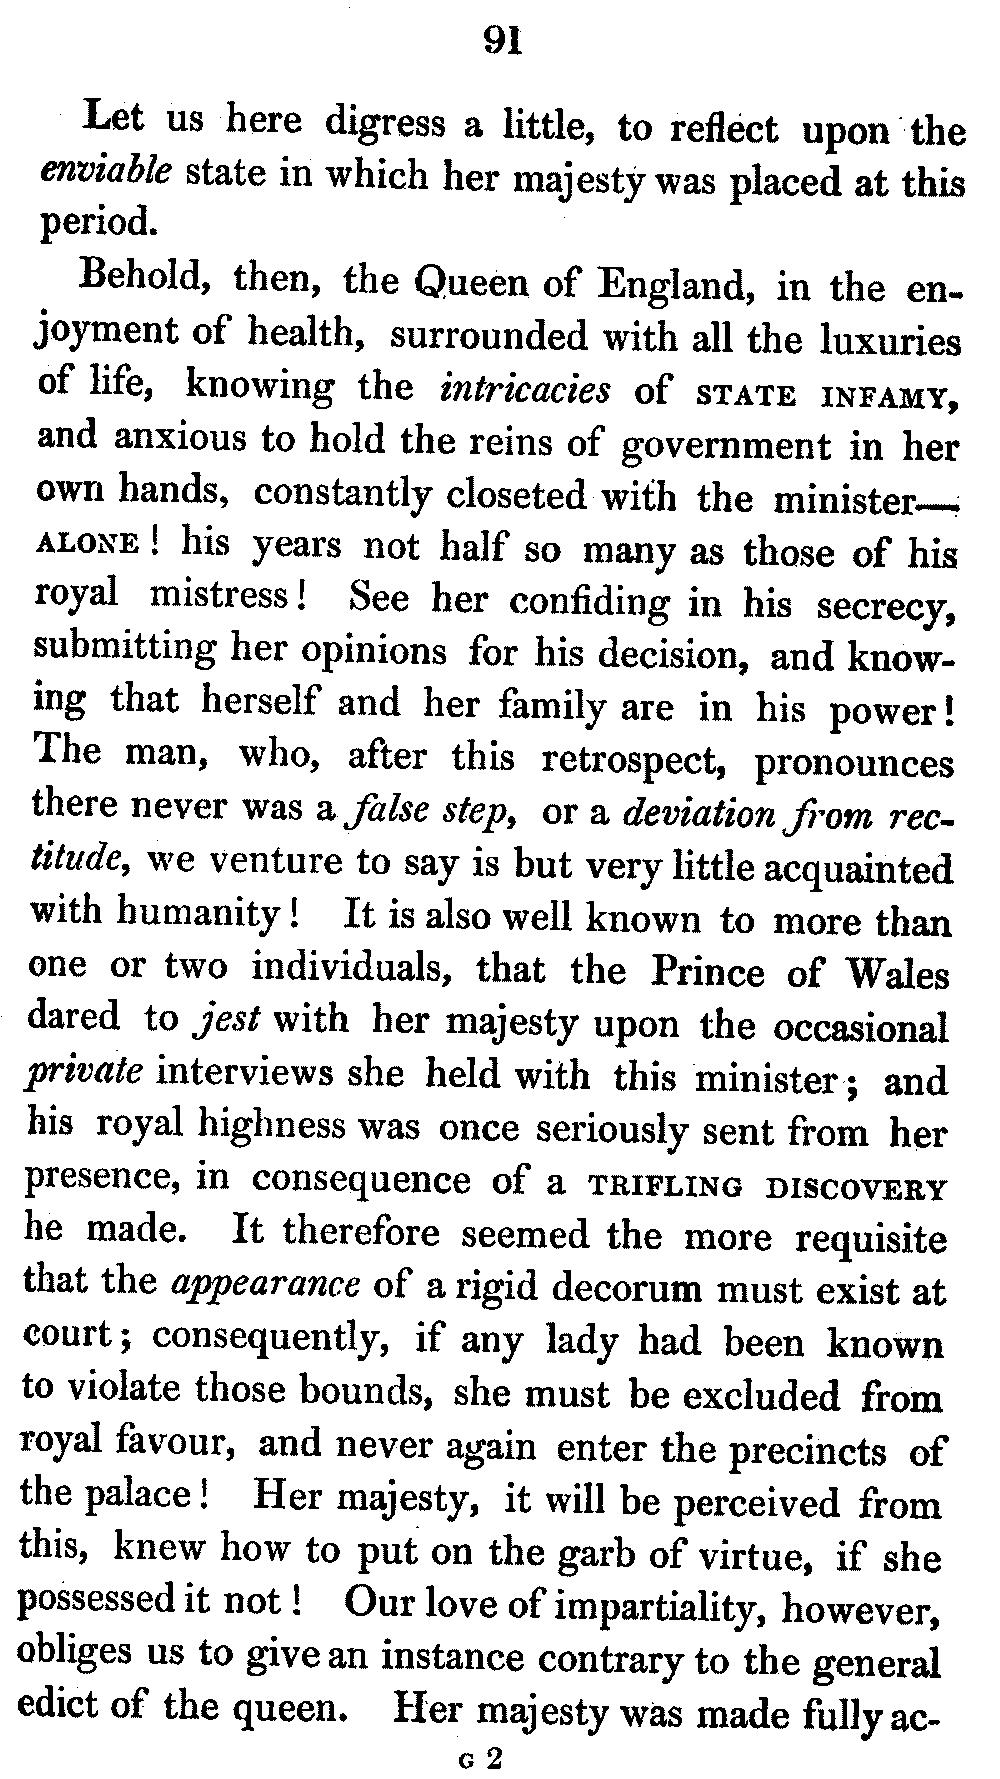 91
Let us here digress a little, to reflect upon the
enviable state in which her majesty was placed at this
period.
Behold, then, the Queen of England, in the en-
joyment of health, surrounded with all the luxuries
of life, knowing the intricacies of STATE INFAMY,
and anxious to hold the reins of government in her
own hands, constantly closeted with the minister—
ALONE! his years not half so many as those of his
royal mistress! See her confiding in his secrecy,
submitting her opinions for his decision, and know-
ing that herself and her family are in his power!
The man, who, after this retrospect, pronounces
there never was a false step, or a deviation from rec-
titude, we venture to say is but very little acquainted
with humanity! It is also well known to more than
one or two individuals, that the Prince of Wales
dared to jest with her majesty upon the occasional
private interviews she held with this minister; and
his royal highness was once seriously sent from her
presence, in consequence of a TRIFLING DISCOVERY
he made. It therefore seemed the more requisite
that the appearance of a rigid decorum must exist at
court; consequently, if any lady had been known
to violate those bounds, she must be excluded from
royal favour, and never again enter the precincts of
the palace! Her majesty, it will be perceived from
this, knew how to put on the garb of virtue, if she
possessed it not! Our love of impartiality, however,
obliges us to give an instance contrary to the general
edict of the queen. Her majesty was made fully ac-
G 2